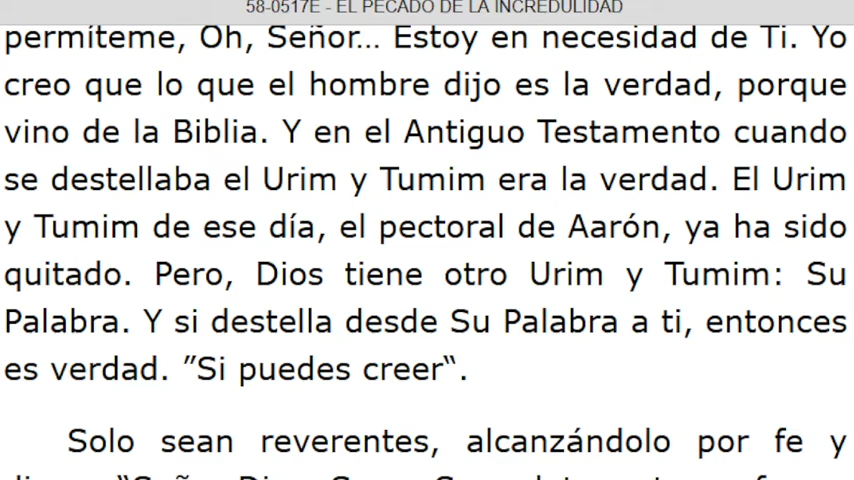 58-0517E - EL PECADO DE LA INCREDULIDAD
permíteme, Oh, Señor... Estoy en necesidad de Ti. Yo
creo que lo que el hombre dijo es la verdad, porque
vino de la Biblia. Y en el Antiguo Testamento cuando
se destellaba el Urim y Tumim era la verdad. El Urim
y Tumim de ese día, el pectoral de Aarón, ya ha sido
quitado. Pero, Dios tiene otro Urim y Tumim: Su
Palabra. Y si destella desde Su Palabra a ti, entonces
es verdad. ”Si puedes creer“.
Solo sean reverentes, alcanzándolo por fe y